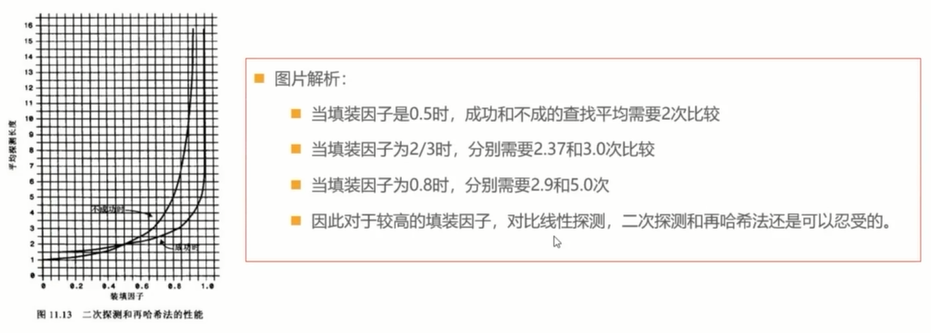 16
15
14
13
12
11
10
9
8
7
6
5
4
3
2
1
0
平均探测长度
不成功时
成功时
0 0.2 0.4 0.6 0.8 1.0
装填因子
图 11.13 二次探测和再哈希法的性能
图片解析：
当填装因子是0.5时，成功和不成的查找平均需要2次比较
当填装因子为2/3时，分别需要2.37和3.0次比较
当填装因子为0.8时，分别需要2.9和5.0次
因此对于较高的填装因子，对比线性探测，二次探测和再哈希法还是可以忍受的。